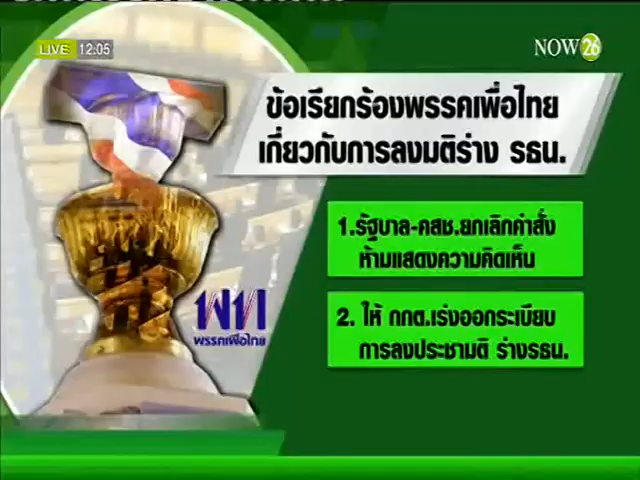 LIVE 12:05
NOW26
ข้อเรียกร้องพรรคเพื่อไทย
เกี่ยวกับการลงมติร่าง รธน.
1.รัฐบาล-คสช.ยกเลิกคำสั่ง
ห้ามแสดงความคิดเห็น
2. ให้ กกต.เร่งออกระเบียบ
การลงประชามติ ร่างรธน.
พท
พรรคเพื่อไทย